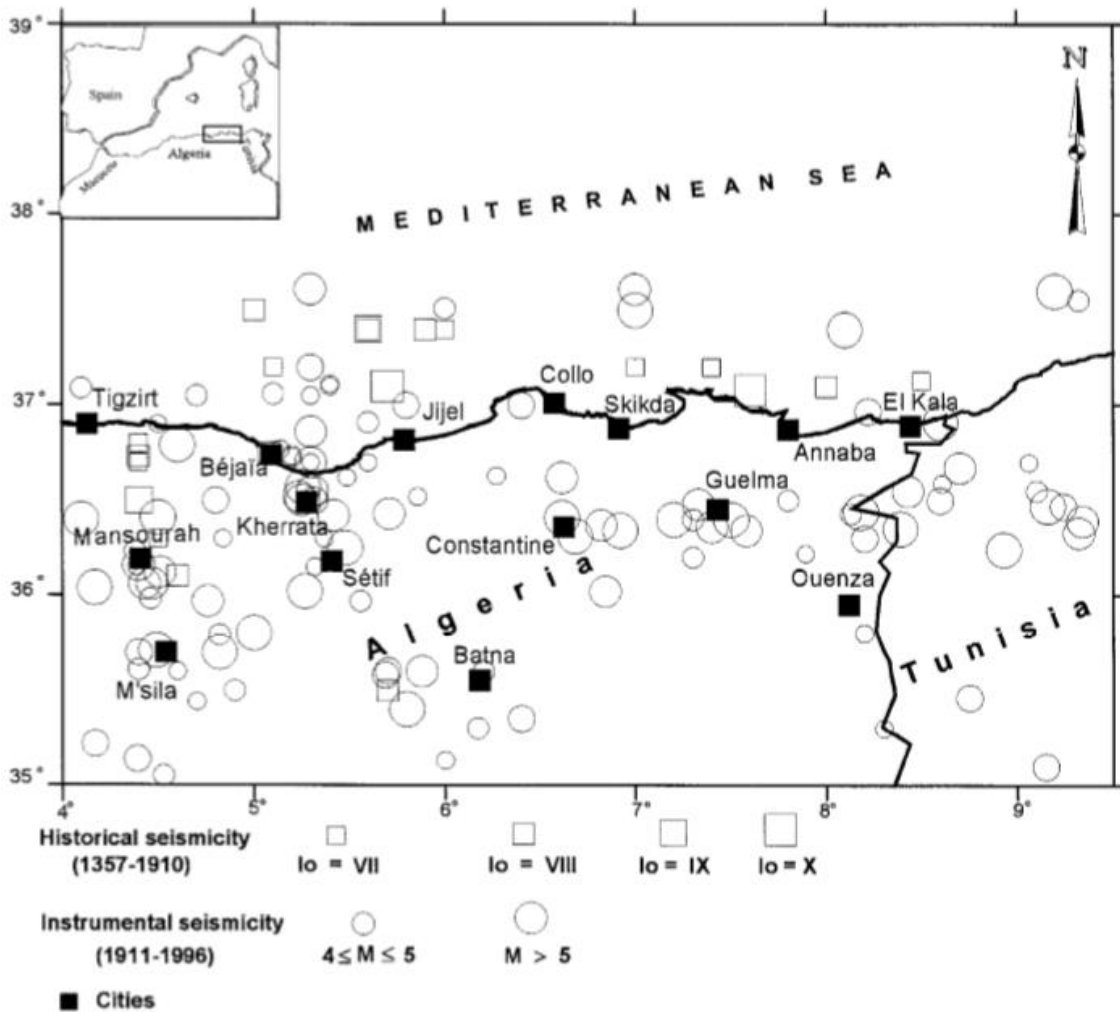 39°
Spain
Algeria
Morocco
Tunisia
N
38°
MEDITERRANEAN SEA
37°
Tigzirt
Collo
Skikda
El Kala
Jijel
Annaba
Béjaïa
Guelma
Kherrata
Mansourah
Constantine
36°
Sétif
Ouenza
Algeria
Tunisia
Batna
M'sila
35°
4° 5° 6° 7° 8° 9°
Historical seismicity
(1357-1910)
Io = VII Io = VIII Io = IX Io = X
Instrumental seismicity
(1911-1996)
4 ≤ M ≤ 5 M > 5
Cities